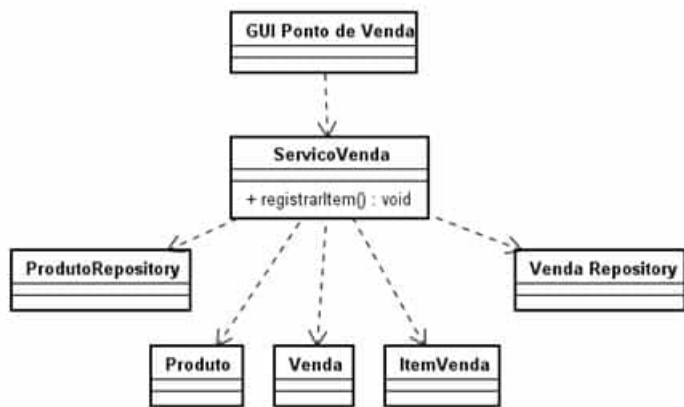 GUI Ponto de Venda
ServicoVenda
+ registrarItem() : void
ProdutoRepository
Venda Repository
Produto
Venda
ItemVenda